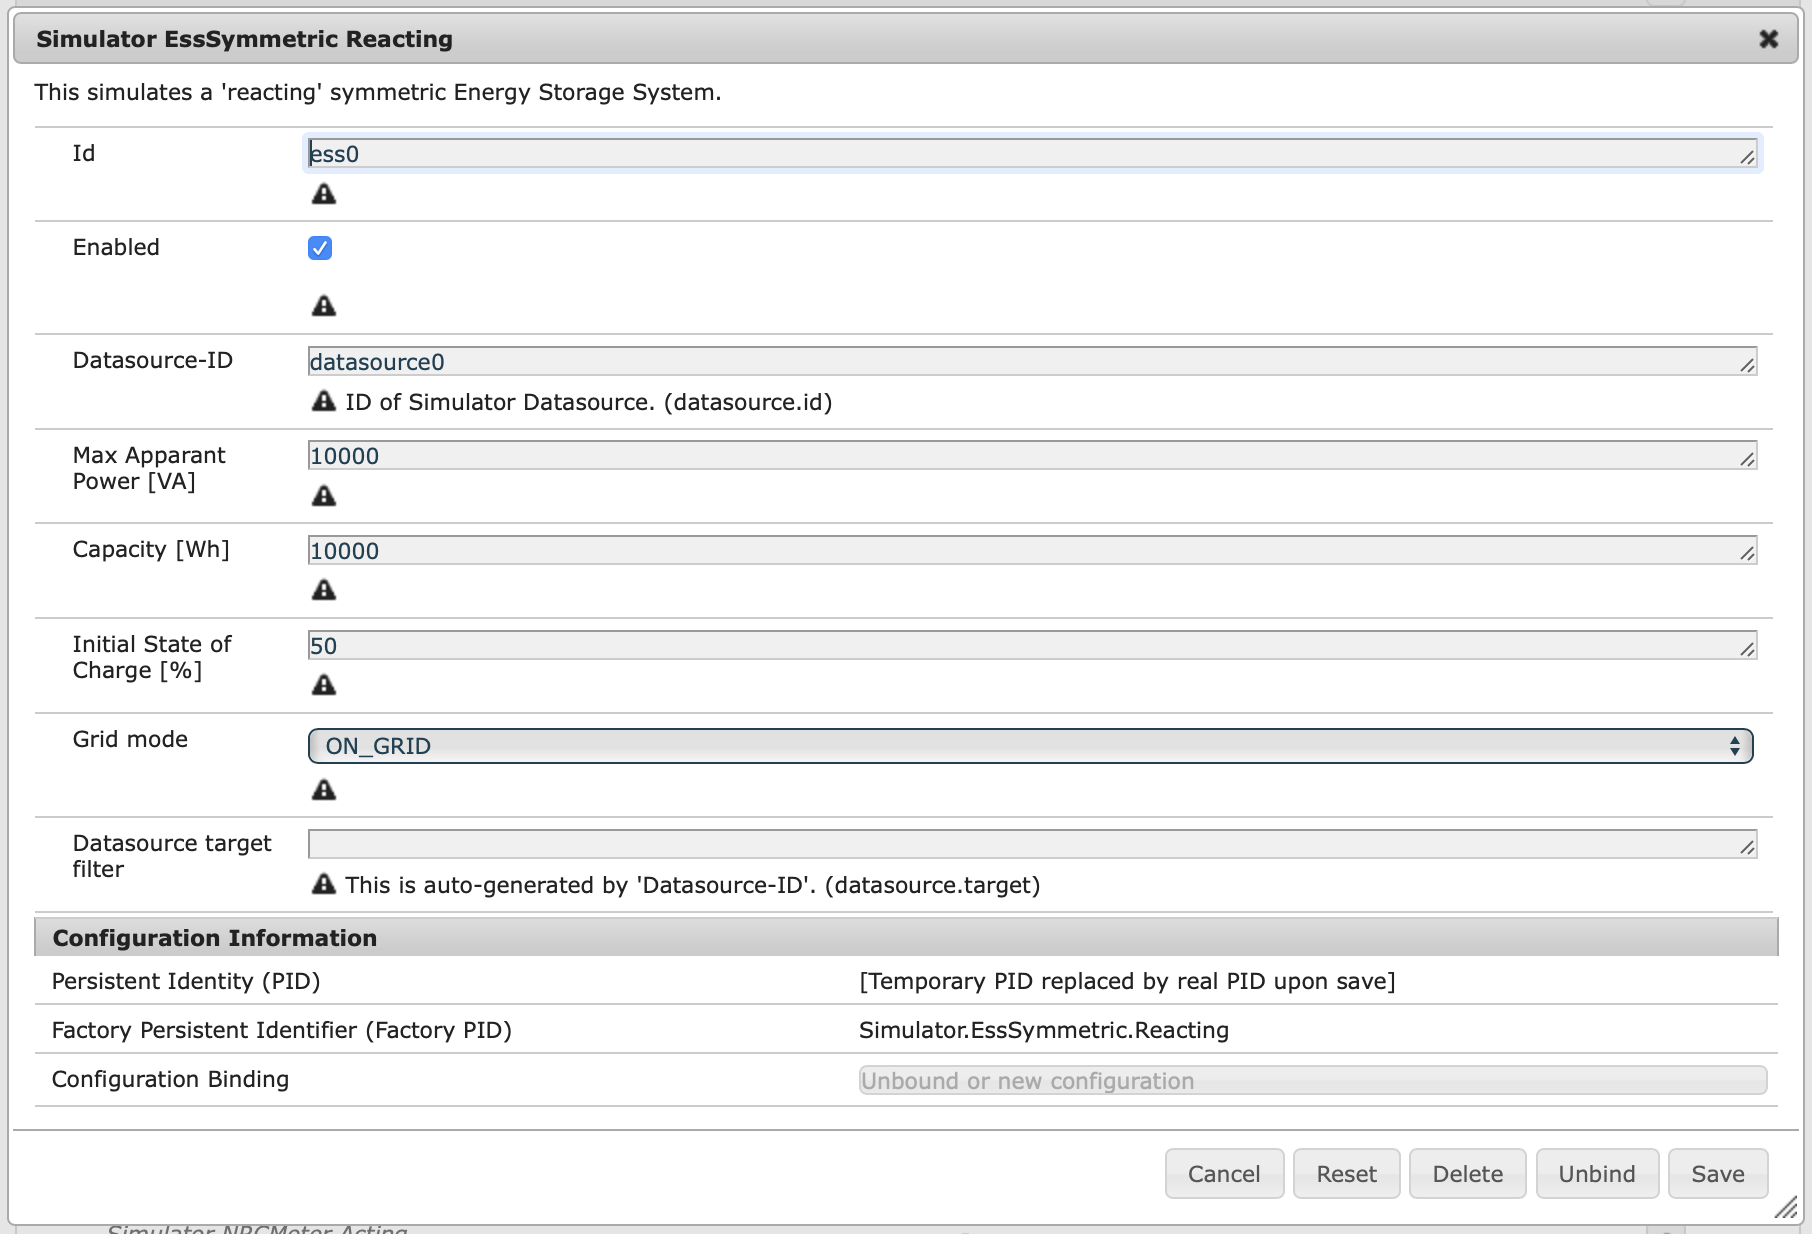 Simulator EssSymmetric Reacting
This simulates a 'reacting' symmetric Energy Storage System.
Id
ess0
Enabled
Datasource-ID
datasource0
ID of Simulator Datasource. (datasource.id)
Max Apparant
Power [VA]
10000
Capacity [Wh]
10000
Initial State of
Charge [%]
50
Grid mode
ON_GRID
Datasource target
filter
This is auto-generated by 'Datasource-ID'. (datasource.target)
Configuration Information
Persistent Identity (PID)
[Temporary PID replaced by real PID upon save]
Factory Persistent Identifier (Factory PID)
Simulator.EssSymmetric.Reacting
Configuration Binding
Unbound or new configuration
Cancel
Reset
Delete
Unbind
Save
Simulator NRCMeter Acting